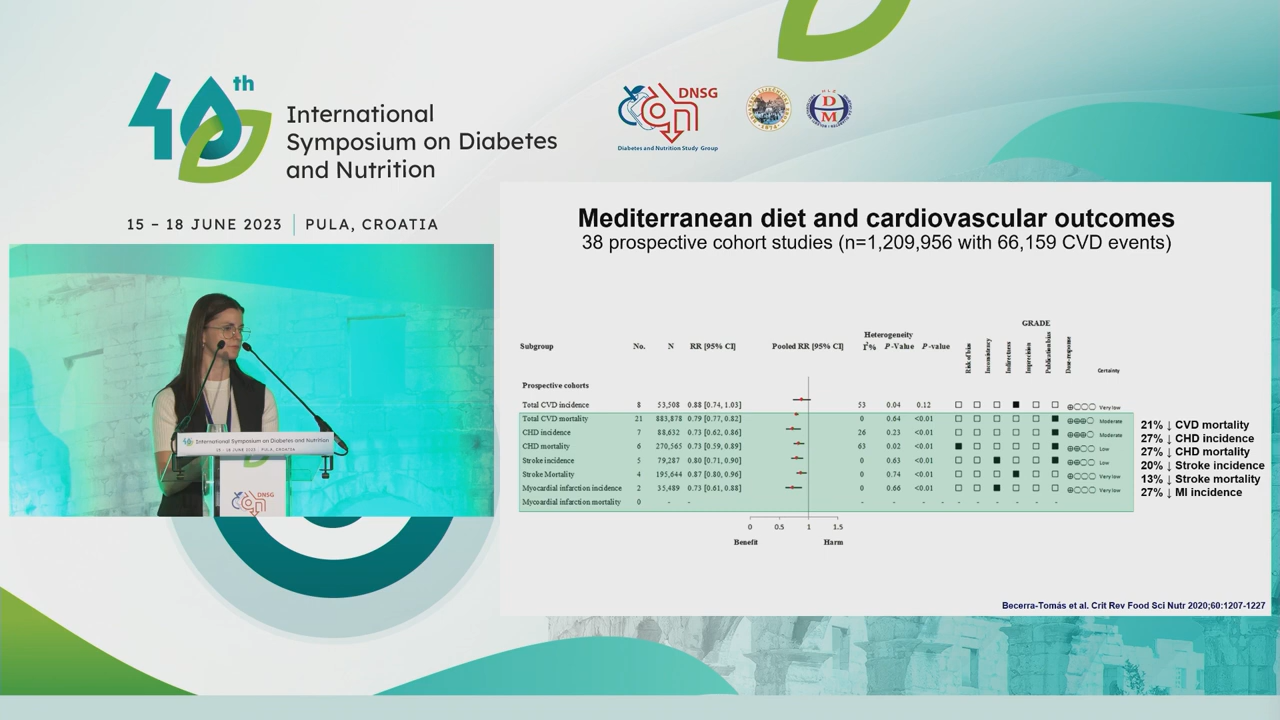 40th
International
Symposium on Diabetes
and Nutrition
15 – 18 JUNE 2023 | PULA, CROATIA
DNSG
Diabetes and Nutrition Study Group
Mediterranean diet and cardiovascular outcomes
38 prospective cohort studies (n=1,209,956 with 66,159 CVD events)
GRADE
Heterogeneity
Subgroup No. N RR [95% CI] Pooled RR [95% CI] I²% P-Value P-value Risk of bias Inconsistency Indirectness Imprecision Publication bias Dose-response Certainty
Prospective cohorts
Total CVD incidence 8 53,508 0.88 [0.74, 1.03] 53 0.04 0.12 Very low
Total CVD mortality 21 883,878 0.79 [0.77, 0.82] 0 0.64 <0.01 Moderate
CHD incidence 7 88,632 0.73 [0.62, 0.86] 26 0.23 <0.01 Moderate
CHD mortality 6 270,565 0.73 [0.59, 0.89] 63 0.02 <0.01 Low
Stroke incidence 5 79,287 0.80 [0.71, 0.90] 0 0.63 <0.01 Low
Stroke Mortality 4 195,644 0.87 [0.80, 0.96] 0 0.74 <0.01 Very low
Myocardial infarction incidence 2 35,489 0.73 [0.61, 0.88] 0 0.66 <0.01 Very low
Myocardial infarction mortality 0 - - - - - - - - - - - -
0 0.5 1 1.5
Benefit Harm
21% ↓ CVD mortality
27% ↓ CHD incidence
27% ↓ CHD mortality
20% ↓ Stroke incidence
13% ↓ Stroke mortality
27% ↓ MI incidence
Becerra-Tomás et al. Crit Rev Food Sci Nutr 2020;60:1207-1227
International Symposium on Diabetes and Nutrition
15 - 18 JUNE 2023 | PULA, CROATIA
DNSG